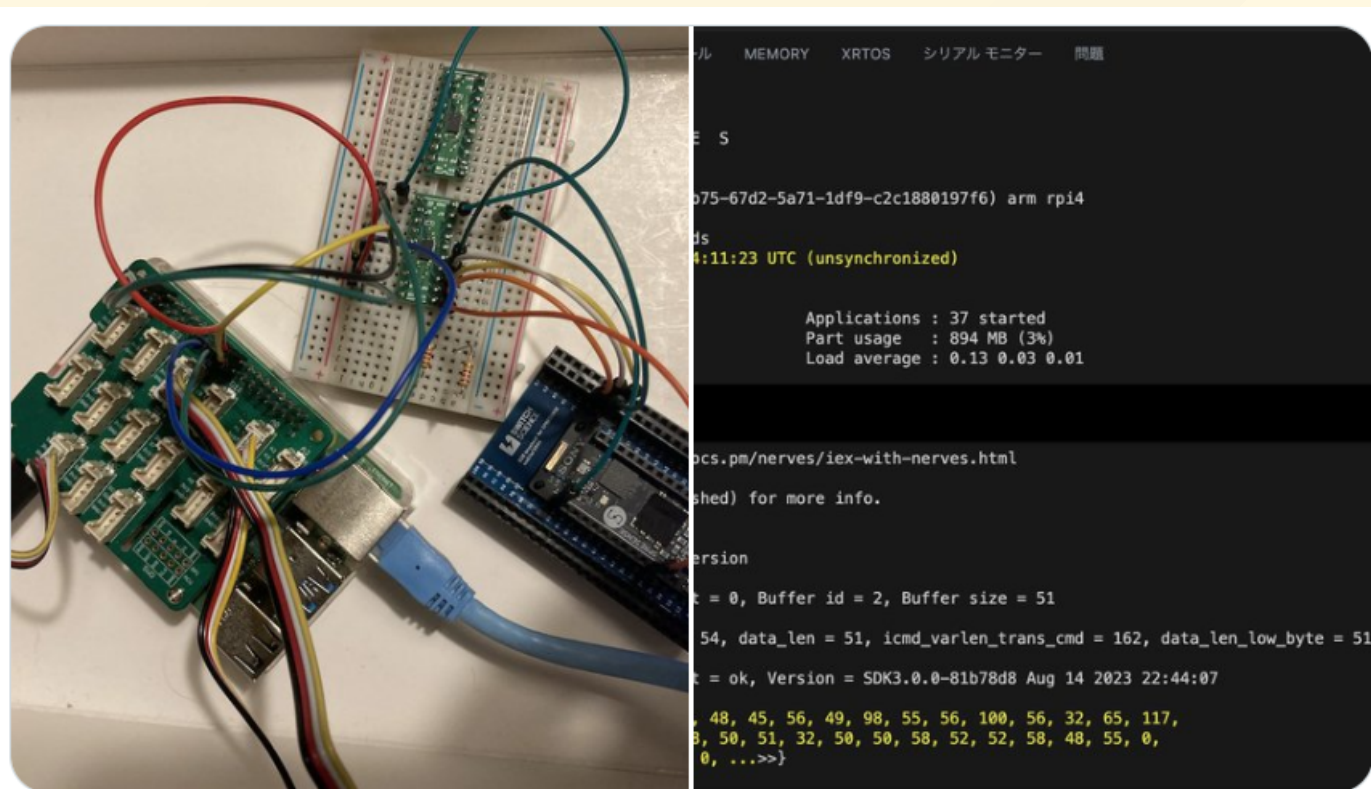 SWITCH
SCIENCE
SONY
ル MEMORY XRTOS シリアル モニター 問題
E S
b75-67d2-5a71-1df9-c2c1880197f6) arm rpi4
ds
4:11:23 UTC (unsynchronized)
Applications : 37 started
Part usage : 894 MB (3%)
Load average : 0.13 0.03 0.01
ocs.pm/nerves/iex-with-nerves.html
shed) for more info.
ersion
t = 0, Buffer id = 2, Buffer size = 51
54, data_len = 51, icmd_varlen_trans_cmd = 162, data_len_low_byte = 51
t = ok, Version = SDK3.0.0-81b78d8 Aug 14 2023 22:44:07
, 48, 45, 56, 49, 98, 55, 56, 100, 56, 32, 65, 117,
3, 50, 51, 32, 50, 50, 58, 52, 52, 58, 48, 55, 0,
0, ...>>}